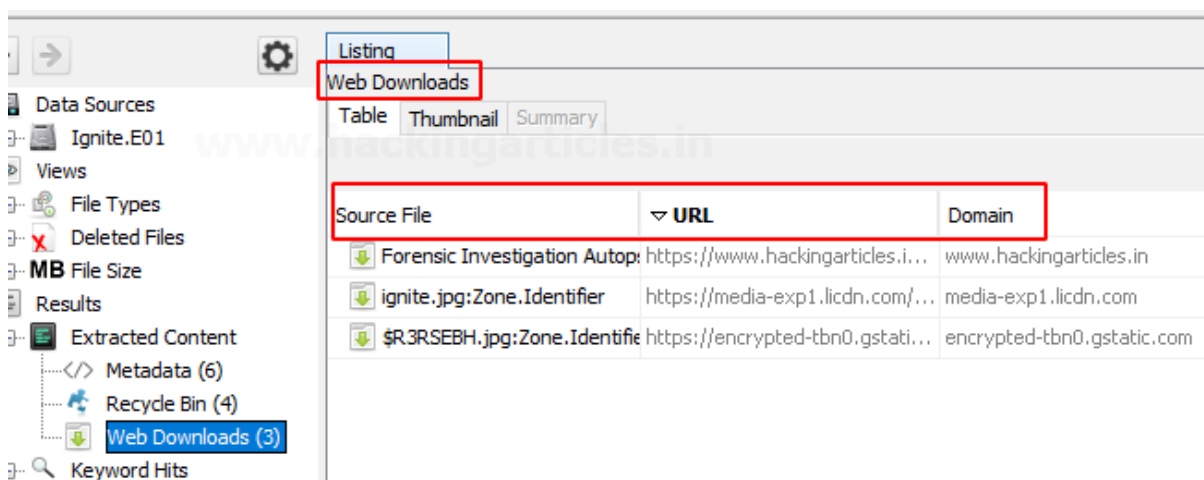 Listing
Web Downloads
Table Thumbnail Summary
Data Sources
Ignite.E01
Views
File Types
Deleted Files
MB File Size
Results
Extracted Content
</> Metadata (6)
Recycle Bin (4)
Web Downloads (3)
Keyword Hits
www.hackingarticles.in
Source File URL Domain
Forensic Investigation Autop: https://www.hackingarticles.i... www.hackingarticles.in
ignite.jpg:Zone.Identifier https://media-exp1.licdn.com/... media-exp1.licdn.com
$R3RSEBH.jpg:Zone.Identifie https://encrypted-tbn0.gstati... encrypted-tbn0.gstatic.com